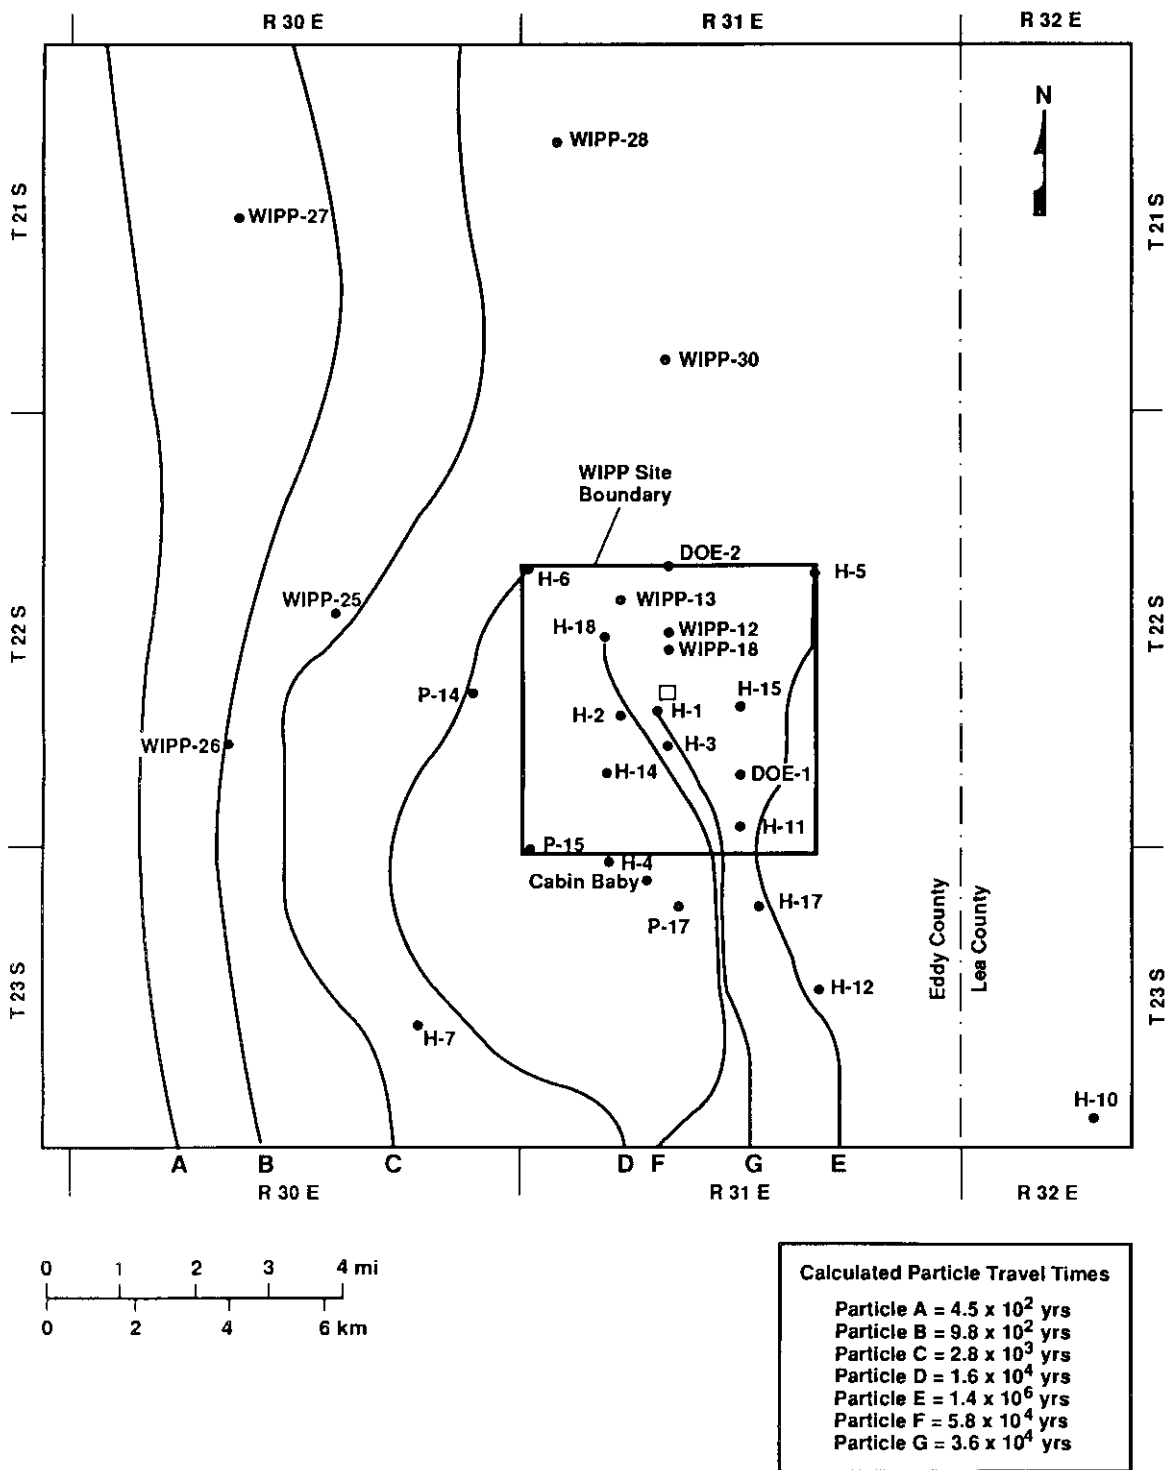 R 30 E
R 31 E
R 32 E
N
WIPP-28
T 21 S
T 21 S
WIPP-27
WIPP-30
WIPP Site
Boundary
DOE-2
H-6
H-5
WIPP-25
WIPP-13
T 22 S
T 22 S
H-18
WIPP-12
WIPP-18
P-14
H-15
H-2
H-1
WIPP-26
H-3
H-14
DOE-1
H-11
P-15
H-4
Cabin Baby
H-17
P-17
Eddy County
Lea County
T 23 S
T 23 S
H-12
H-7
H-10
A
B
C
D
F
G
E
R 30 E
R 31 E
R 32 E
0 1 2 3 4 mi
0 2 4 6 km
Calculated Particle Travel Times
Particle A = 4.5 x 10² yrs
Particle B = 9.8 x 10² yrs
Particle C = 2.8 x 10³ yrs
Particle D = 1.6 x 10⁴ yrs
Particle E = 1.4 x 10⁶ yrs
Particle F = 5.8 x 10⁴ yrs
Particle G = 3.6 x 10⁴ yrs